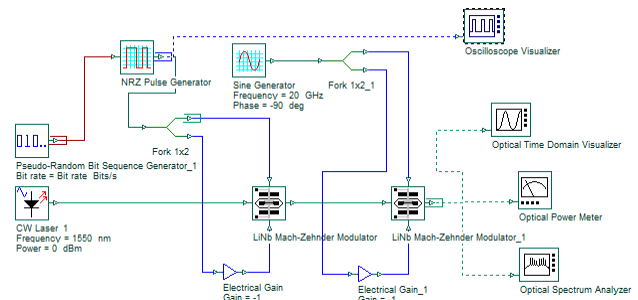 Oscilloscope Visualizer
NRZ Pulse Generator
Sine Generator
Frequency = 20 GHz
Phase = -90 deg
Fork 1x2_1
Optical Time Domain Visualizer
Fork 1x2
Pseudo-Random Bit Sequence Generator_1
Bit rate = Bit rate Bits/s
CW Laser 1
Frequency = 1550 nm
Power = 0 dBm
LiNb Mach-Zehnder Modulator
LiNb Mach-Zehnder Modulator_1
Optical Power Meter
Electrical Gain
Gain = -1
Electrical Gain_1
Gain = -1
Optical Spectrum Analyzer